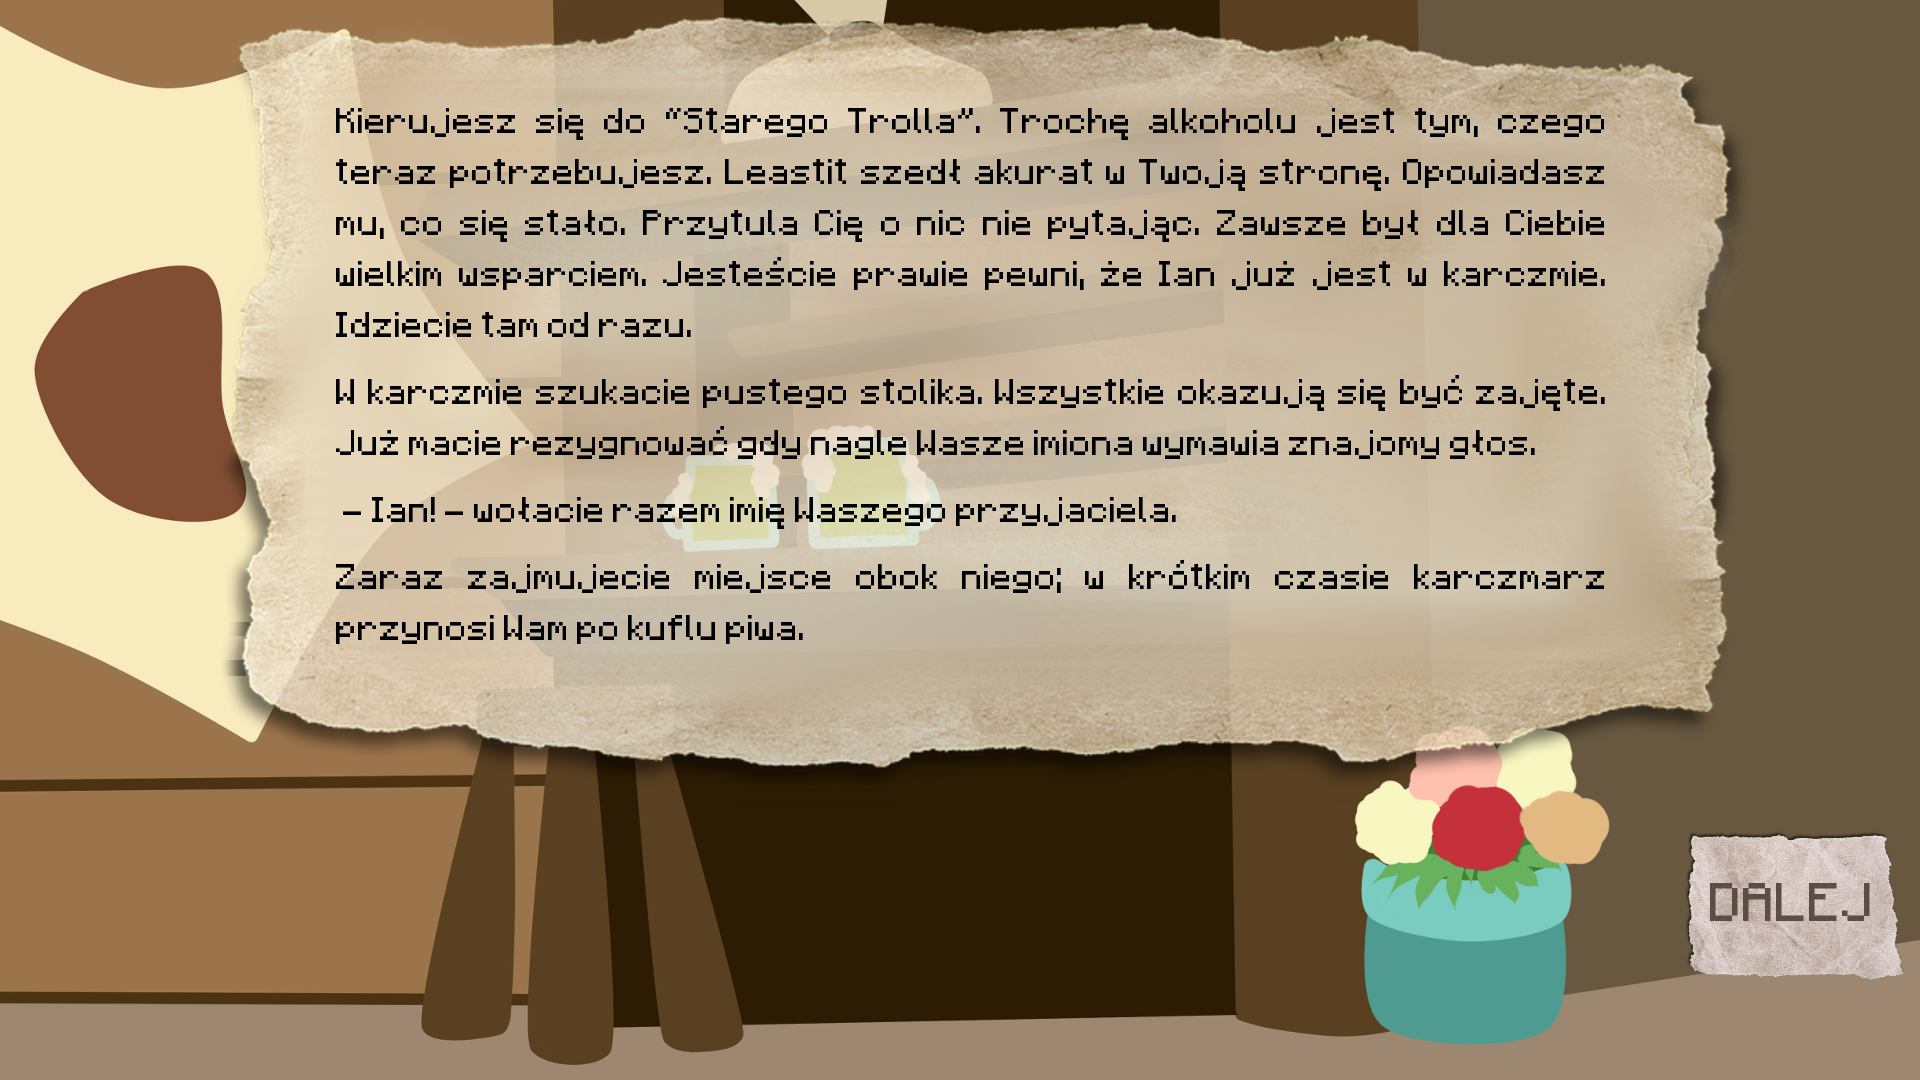 Kierujesz się do "Starego Trolla". Trochę alkoholu jest tym, czego
teraz potrzebujesz. Leastit szedł akurat w Twoją stronę. Opowiadasz
mu, co się stało. Przytula Cię o nic nie pytając. Zawsze był dla Ciebie
wielkim wsparciem. Jesteście prawie pewni, że Ian już jest w karczmie.
Idziecie tam od razu.
W karczmie szukacie pustego stolika. Wszystkie okazują się być zajęte.
Już macie rezygnować gdy nagle Wasze imiona wymawia znajomy głos.
– Ian! – wołacie razem imię Waszego przyjaciela.
Zaraz zajmujecie miejsce obok niego; w krótkim czasie karczmarz
przynosi Wam po kuflu piwa.
DALEJ